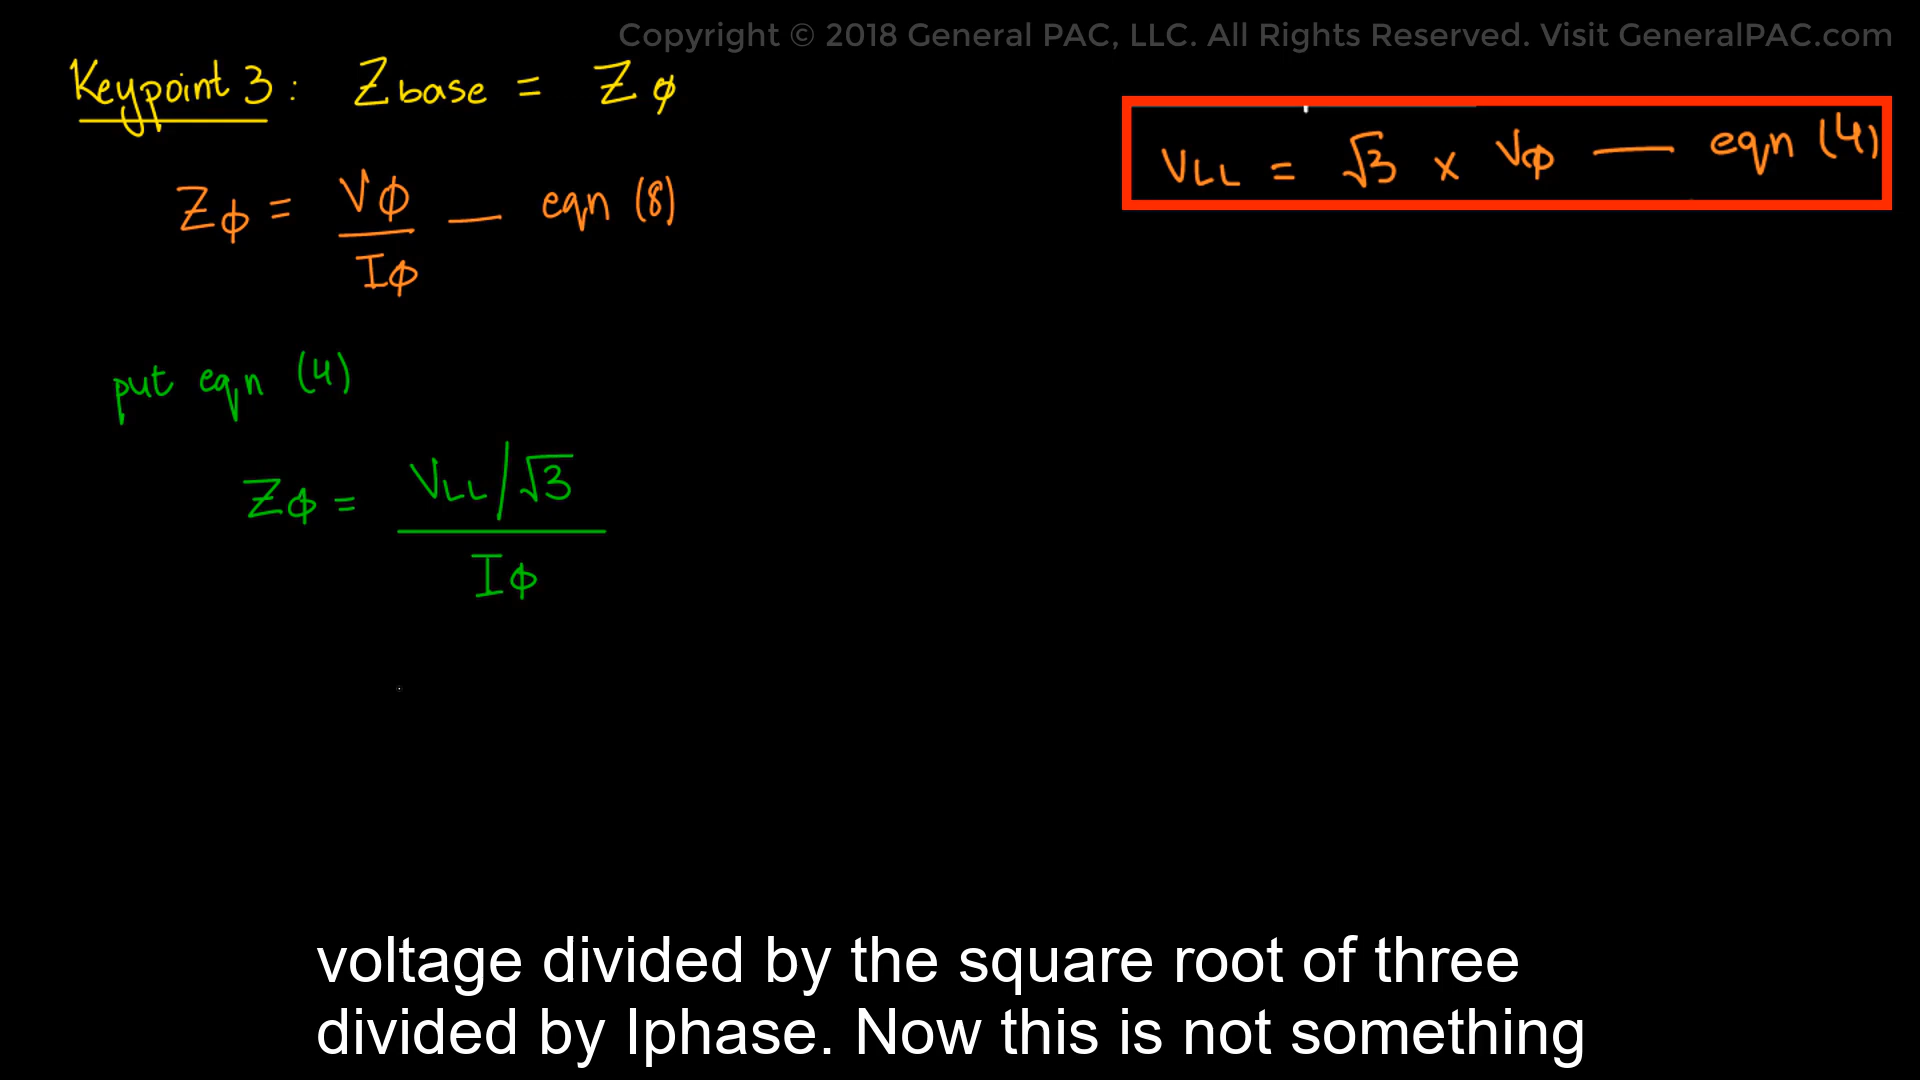 Copyright © 2018 General PAC, LLC. All Rights Reserved. Visit GeneralPAC.com
Keypoint 3: Zbase = Zφ
VLL = √3 x Vφ — eqn (4)
Zφ = Vφ / Iφ — eqn (8)
put eqn (4)
Zφ = VLL/√3
Iφ
voltage divided by the square root of three
divided by Iphase. Now this is not something